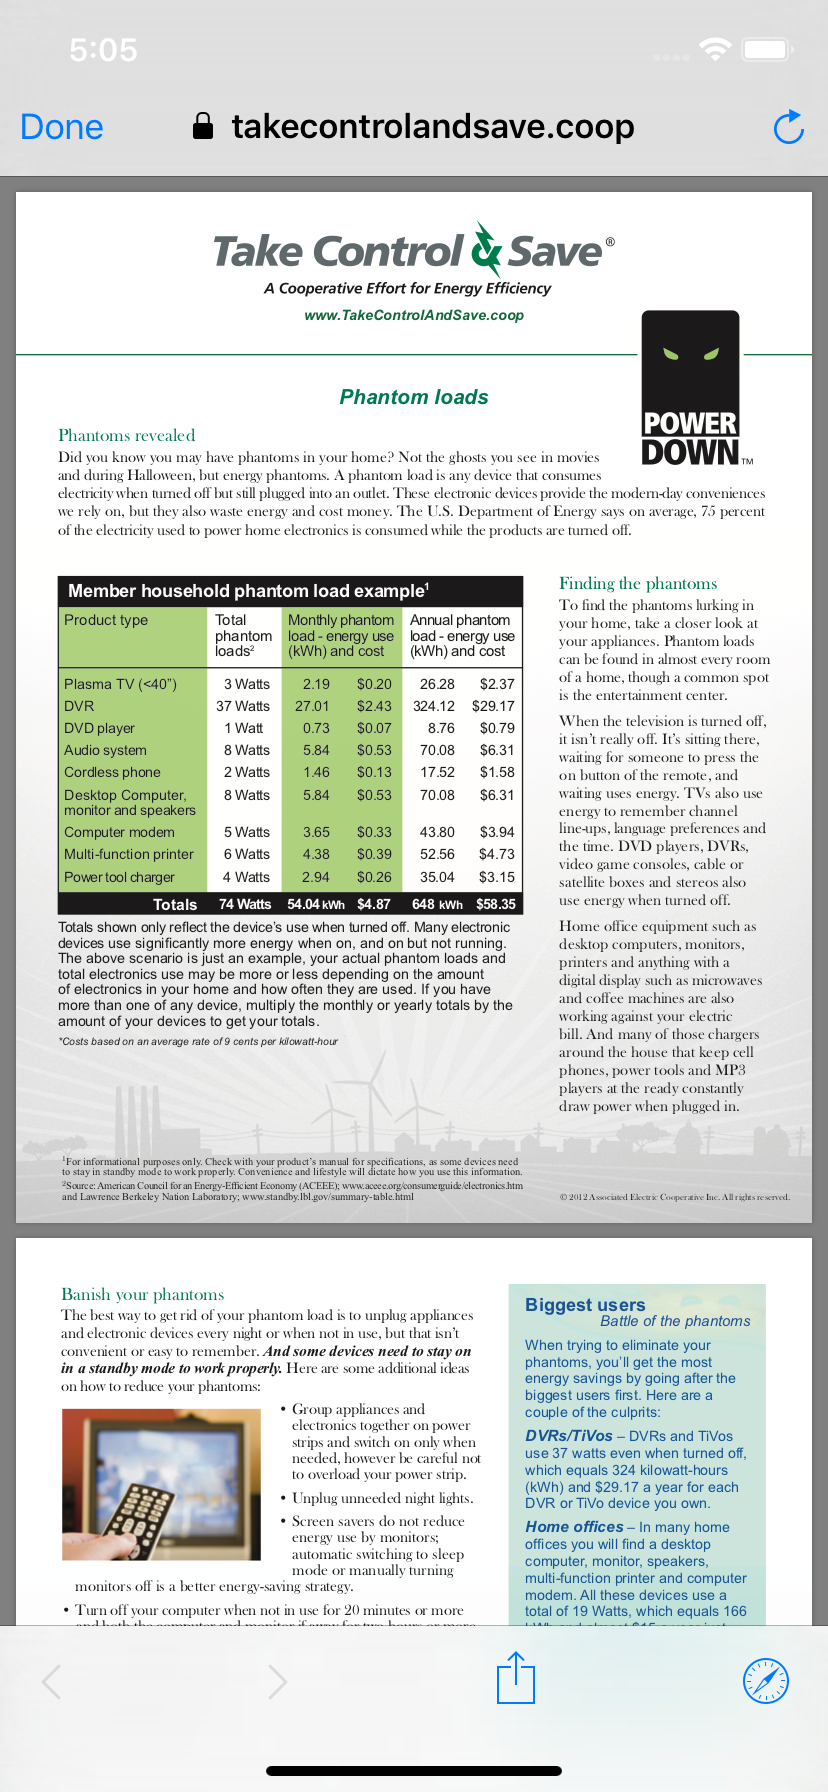 5:05
Done
takecontrolandsave.coop
Take Control & Save®
A Cooperative Effort for Energy Efficiency
www.TakeControlAndSave.coop
POWER
DOWN™
Phantom loads
Phantoms revealed
Did you know you may have phantoms in your home? Not the ghosts you see in movies
and during Halloween, but energy phantoms. A phantom load is any device that consumes
electricity when turned off but still plugged into an outlet. These electronic devices provide the modern-day conveniences
we rely on, but they also waste energy and cost money. The U.S. Department of Energy says on average, 75 percent
of the electricity used to power home electronics is consumed while the products are turned off.
Member household phantom load example¹
Product type Total phantom loads² Monthly phantom load - energy use (kWh) and cost Annual phantom load - energy use (kWh) and cost
Plasma TV (<40”) 3 Watts 2.19 $0.20 26.28 $2.37
DVR 37 Watts 27.01 $2.43 324.12 $29.17
DVD player 1 Watt 0.73 $0.07 8.76 $0.79
Audio system 8 Watts 5.84 $0.53 70.08 $6.31
Cordless phone 2 Watts 1.46 $0.13 17.52 $1.58
Desktop Computer, monitor and speakers 8 Watts 5.84 $0.53 70.08 $6.31
Computer modem 5 Watts 3.65 $0.33 43.80 $3.94
Multi-function printer 6 Watts 4.38 $0.39 52.56 $4.73
Power tool charger 4 Watts 2.94 $0.26 35.04 $3.15
Totals 74 Watts 54.04 kWh $4.87 648 kWh $58.35
Totals shown only reflect the device's use when turned off. Many electronic
devices use significantly more energy when on, and on but not running.
The above scenario is just an example, your actual phantom loads and
total electronics use may be more or less depending on the amount
of electronics in your home and how often they are used. If you have
more than one of any device, multiply the monthly or yearly totals by the
amount of your devices to get your totals.
*Costs based on an average rate of 9 cents per kilowatt-hour
¹For informational purposes only. Check with your product's manual for specifications, as some devices need
to stay in standby mode to work properly. Convenience and lifestyle will dictate how you use this information.
²Source: American Council for an Energy-Efficient Economy (ACEEE); www.aceee.org/consumerguide/electronics.htm
and Lawrence Berkeley Nation Laboratory; www.standby.lbl.gov/summary-table.html
Finding the phantoms
To find the phantoms lurking in
your home, take a closer look at
your appliances. Phantom loads
can be found in almost every room
of a home, though a common spot
is the entertainment center.
When the television is turned off,
it isn't really off. It's sitting there,
waiting for someone to press the
on button of the remote, and
waiting uses energy. TVs also use
energy to remember channel
line-ups, language preferences and
the time. DVD players, DVRs,
video game consoles, cable or
satellite boxes and stereos also
use energy when turned off.
Home office equipment such as
desktop computers, monitors,
printers and anything with a
digital display such as microwaves
and coffee machines are also
working against your electric
bill. And many of those chargers
around the house that keep cell
phones, power tools and MP3
players at the ready constantly
draw power when plugged in.
© 2012 Associated Electric Cooperative Inc. All rights reserved.
Banish your phantoms
The best way to get rid of your phantom load is to unplug appliances
and electronic devices every night or when not in use, but that isn't
convenient or easy to remember. And some devices need to stay on
in a standby mode to work properly. Here are some additional ideas
on how to reduce your phantoms:
• Group appliances and
electronics together on power
strips and switch on only when
needed, however be careful not
to overload your power strip.
• Unplug unneeded night lights.
• Screen savers do not reduce
energy use by monitors;
automatic switching to sleep
mode or manually turning
monitors off is a better energy-saving strategy.
• Turn off your computer when not in use for 20 minutes or more
and both the computer and monitor if away for two hours or more
Biggest users
Battle of the phantoms
When trying to eliminate your
phantoms, you'll get the most
energy savings by going after the
biggest users first. Here are a
couple of the culprits:
DVRs/TiVos – DVRs and TiVos
use 37 watts even when turned off,
which equals 324 kilowatt-hours
(kWh) and $29.17 a year for each
DVR or TiVo device you own.
Home offices – In many home
offices you will find a desktop
computer, monitor, speakers,
multi-function printer and computer
modem. All these devices use a
total of 19 Watts, which equals 166
kWh and almost $15 a year just